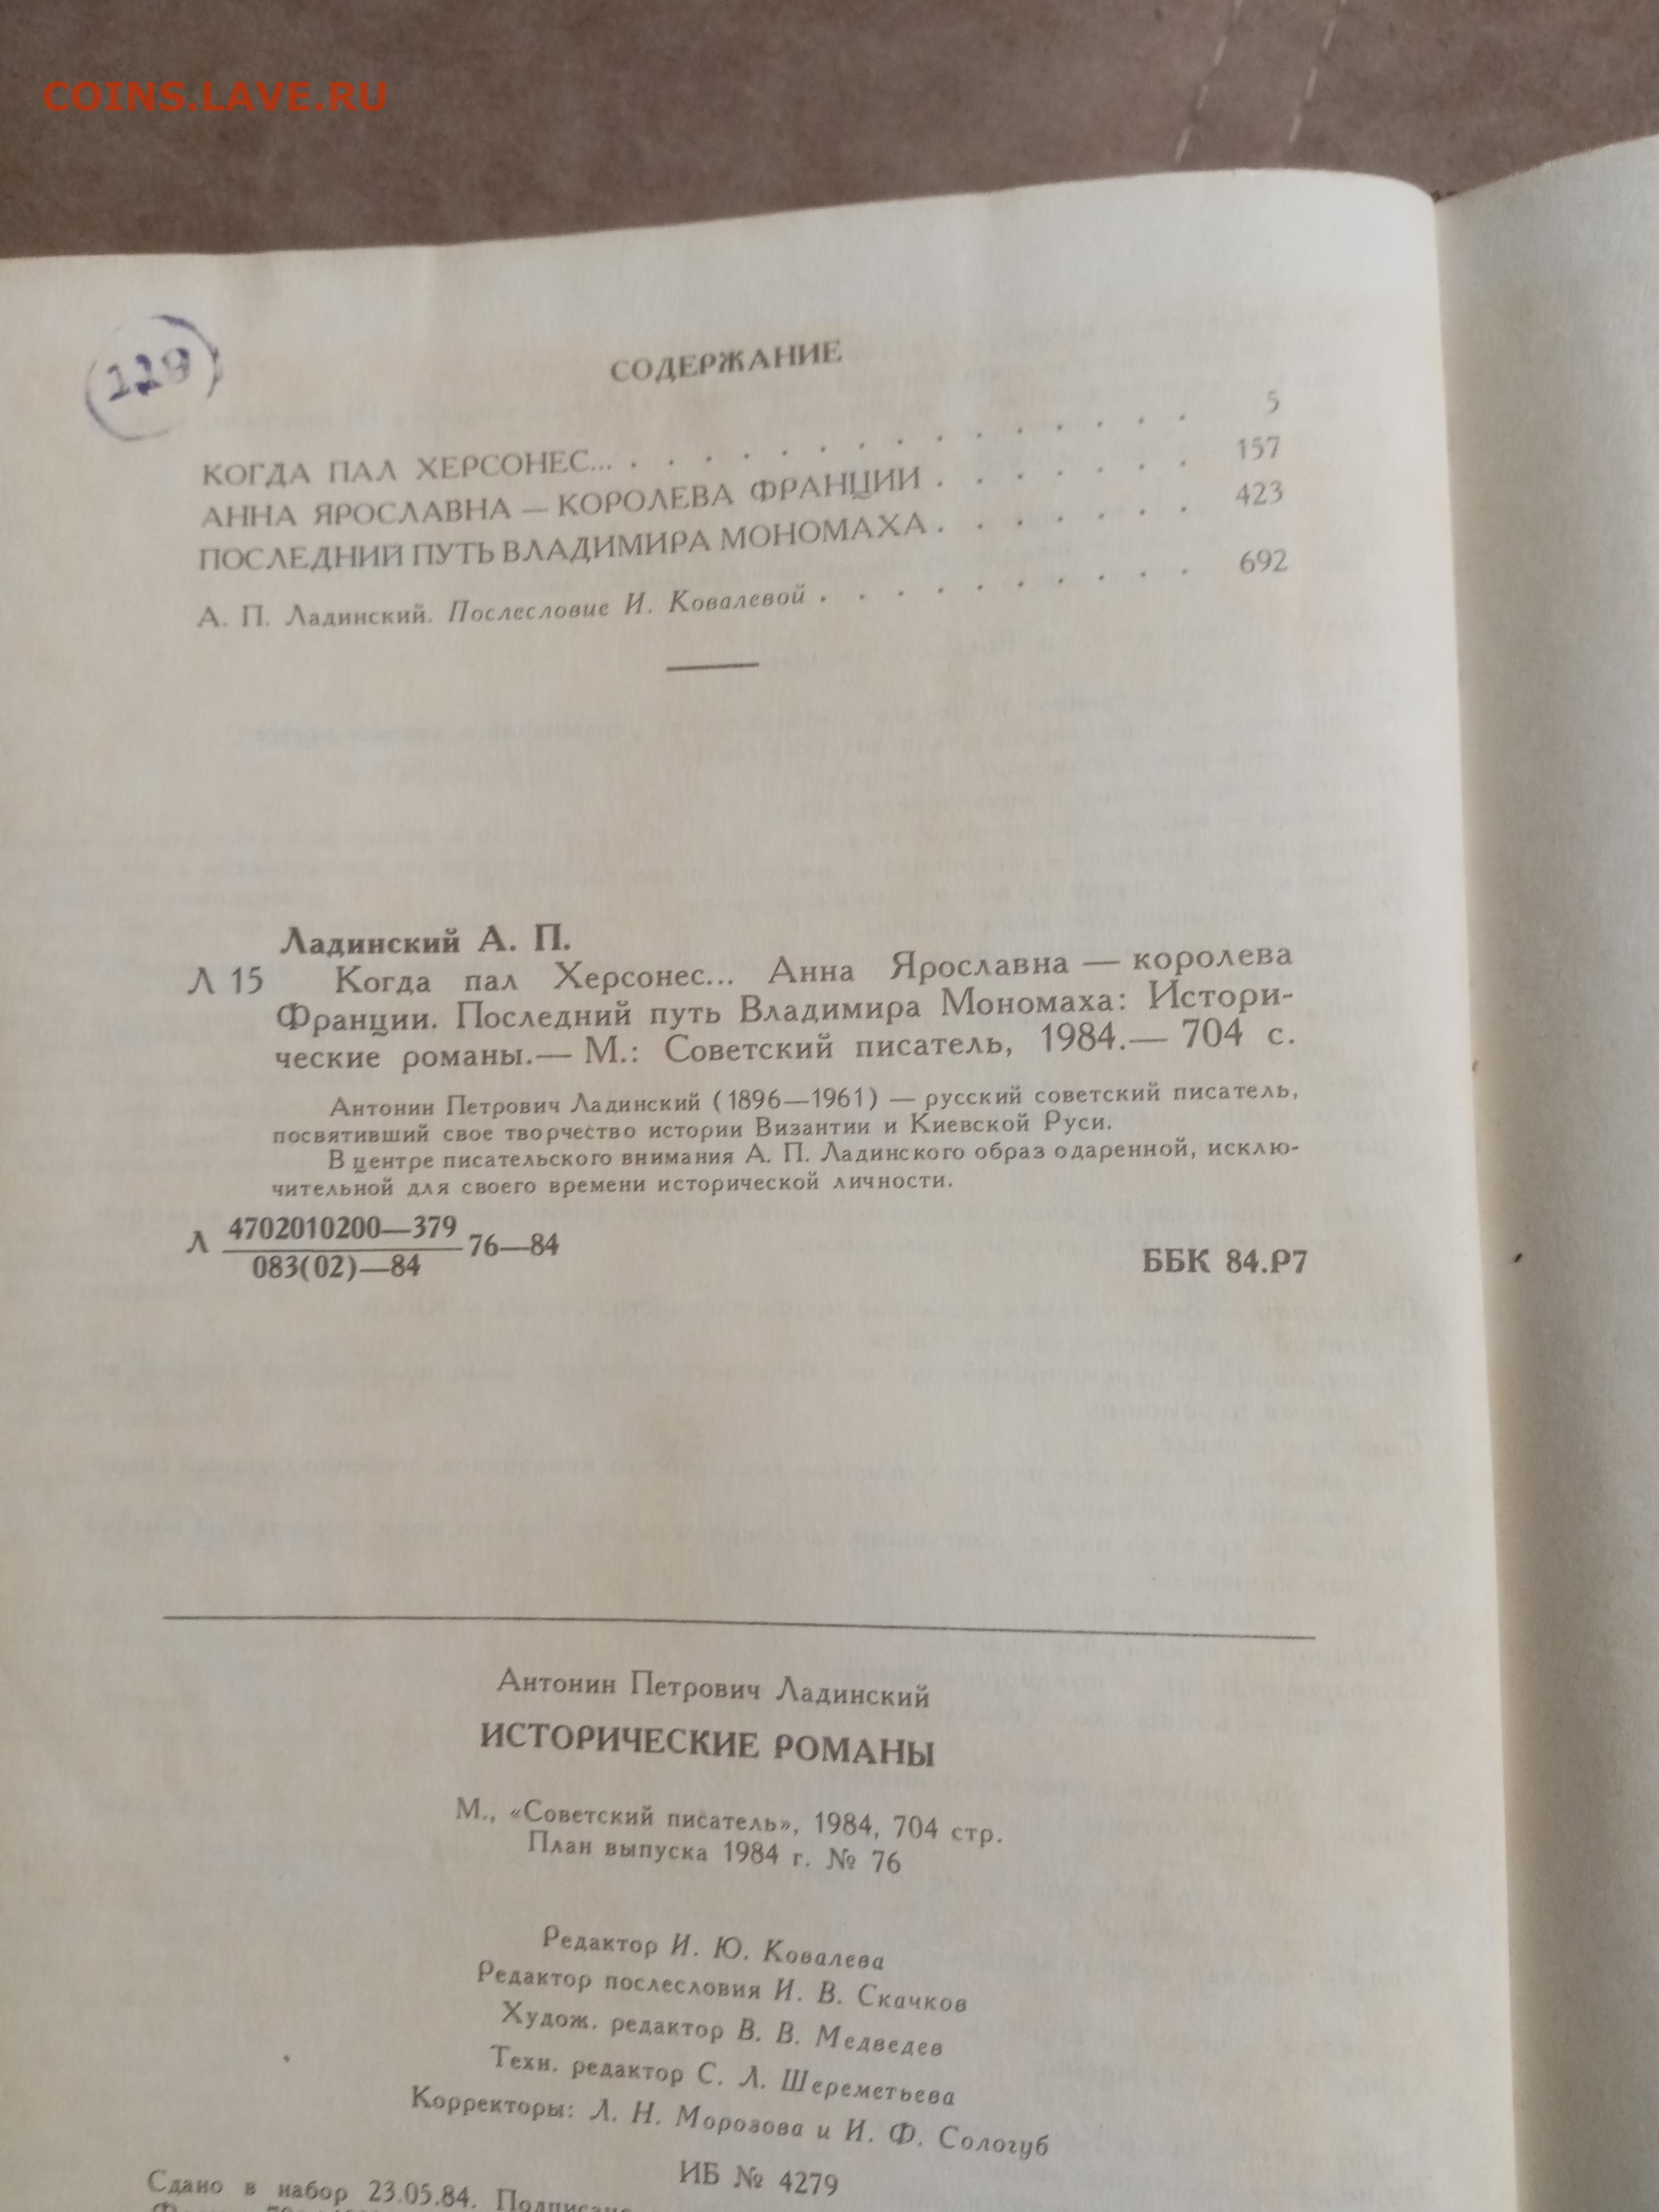 COINS.LAVE.RU
СОДЕРЖАНИЕ
КОГДА ПАЛ ХЕРСОНЕС... . . . . . . . . . . . . . . . 5
АННА ЯРОСЛАВНА — КОРОЛЕВА ФРАНЦИИ . . . . . . . 157
ПОСЛЕДНИЙ ПУТЬ ВЛАДИМИРА МОНОМАХА . . . . . . . 423
А. П. Ладинский. Послесловие И. Ковалевой . . . . . . . . . . 692
Ладинский А. П.
Л 15 Когда пал Херсонес... Анна Ярославна — королева
Франции. Последний путь Владимира Мономаха: Истори-
ческие романы.— М.: Советский писатель, 1984.— 704 с.
Антонин Петрович Ладинский (1896—1961) — русский советский писатель,
посвятивший свое творчество истории Византии и Киевской Руси.
В центре писательского внимания А. П. Ладинского образ одаренной, исклю-
чительной для своего времени исторической личности.
Л 4702010200—379 76—84
083(02)—84
ББК 84.Р7
Антонин Петрович Ладинский
ИСТОРИЧЕСКИЕ РОМАНЫ
М., «Советский писатель», 1984, 704 стр.
План выпуска 1984 г. № 76
Редактор И. Ю. Ковалева
Редактор послесловия И. В. Скачков
Худож. редактор В. В. Медведев
Техн. редактор С. Л. Шереметьева
Корректоры: Л. Н. Морозова и И. Ф. Сологуб
ИБ № 4279
Сдано в набор 23.05.84. Подписано